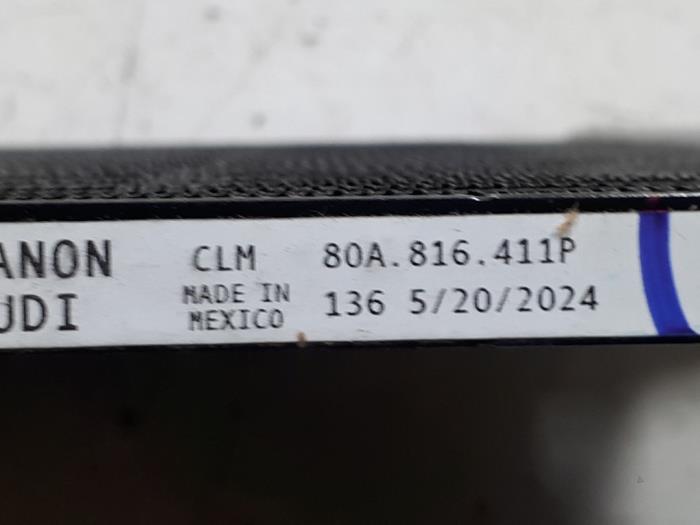 ANON CLM 80A.816.411P
UDI MADE IN MEXICO 136 5/20/2024